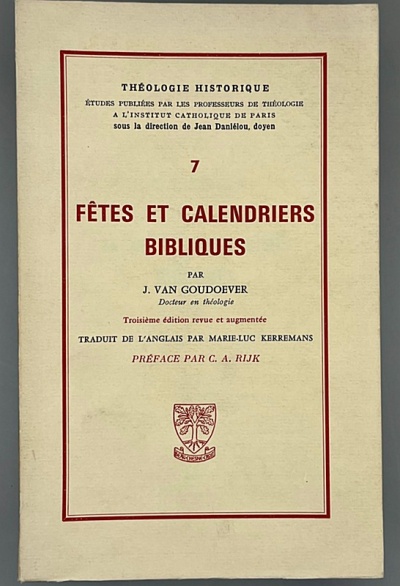 THÉOLOGIE HISTORIQUE
ÉTUDES PUBLIÉES PAR LES PROFESSEURS DE THÉOLOGIE
A L'INSTITUT CATHOLIQUE DE PARIS
sous la direction de Jean Daniélou, doyen
7
FÊTES ET CALENDRIERS
BIBLIQUES
PAR
J. VAN GOUDOEVER
Docteur en théologie
Troisième édition revue et augmentée
TRADUIT DE L'ANGLAIS PAR MARIE-LUC KERREMANS
PRÉFACE PAR C. A. RIJK